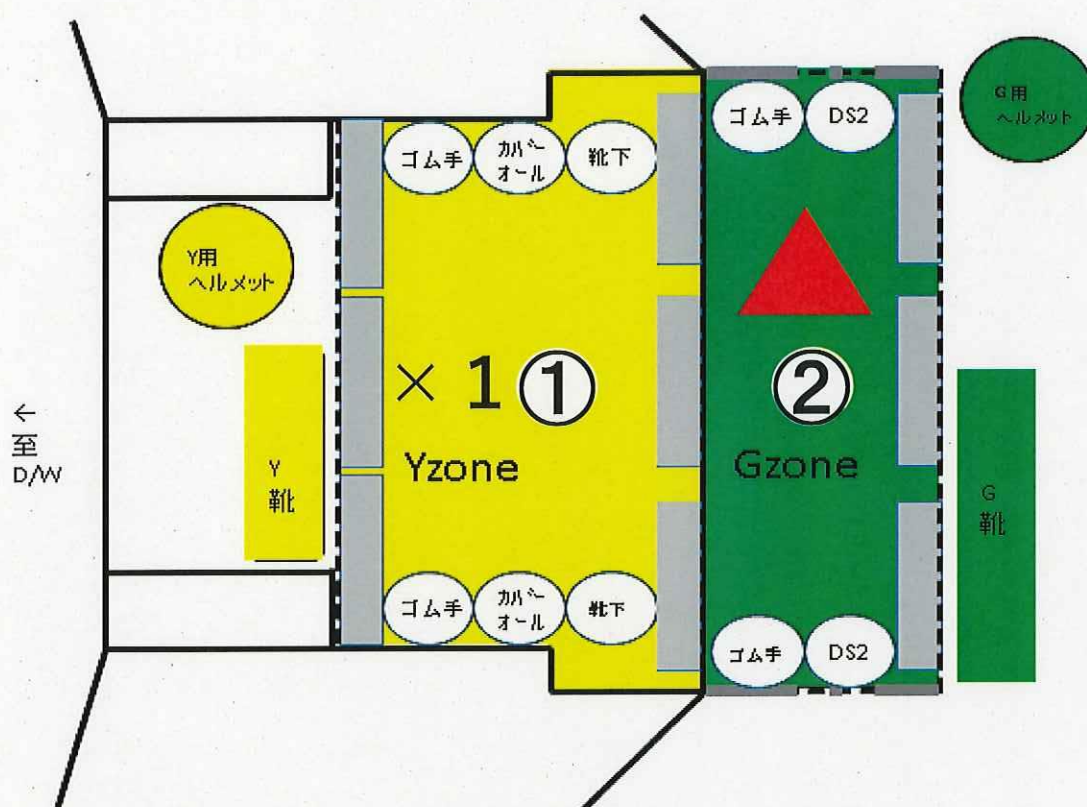 ゴム手
DS2
G用
ヘルメット
ゴム手
カバー
オール
靴下
Y用
ヘルメット
×1
①
②
Yzone
Gzone
←
至
D/W
Y
靴
G
靴
ゴム手
カバー
オール
靴下
ゴム手
DS2